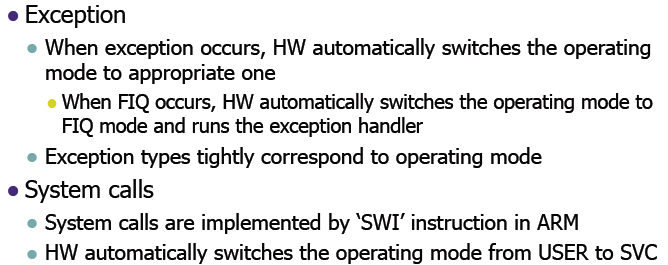 Exception
When exception occurs, HW automatically switches the operating
mode to appropriate one
When FIQ occurs, HW automatically switches the operating mode to
FIQ mode and runs the exception handler
Exception types tightly correspond to operating mode
System calls
System calls are implemented by ‘SWI’ instruction in ARM
HW automatically switches the operating mode from USER to SVC